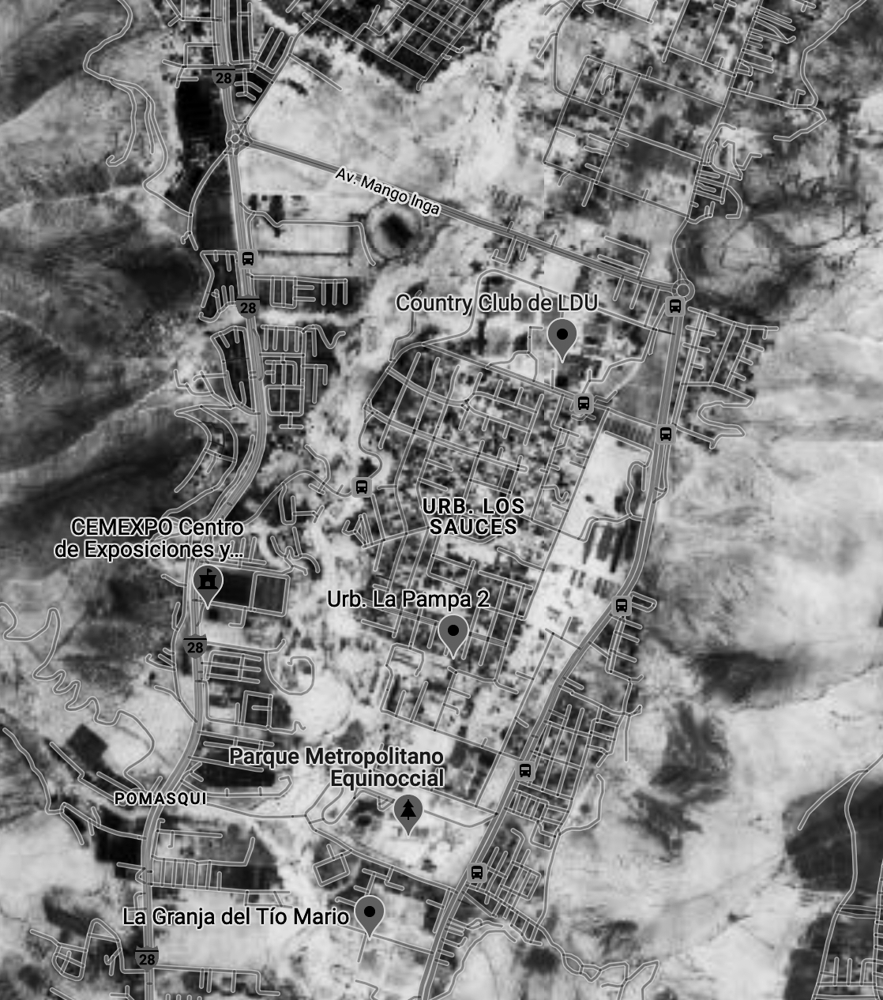 28
Av. Mango Inga
28
Country Club de LDU
URB. LOS
SAUCES
CEMEXPO Centro
de Exposiciones y...
Urb. La Pampa 2
28
Parque Metropolitano
Equinoccial
POMASQUI
La Granja del Tío Mario
28